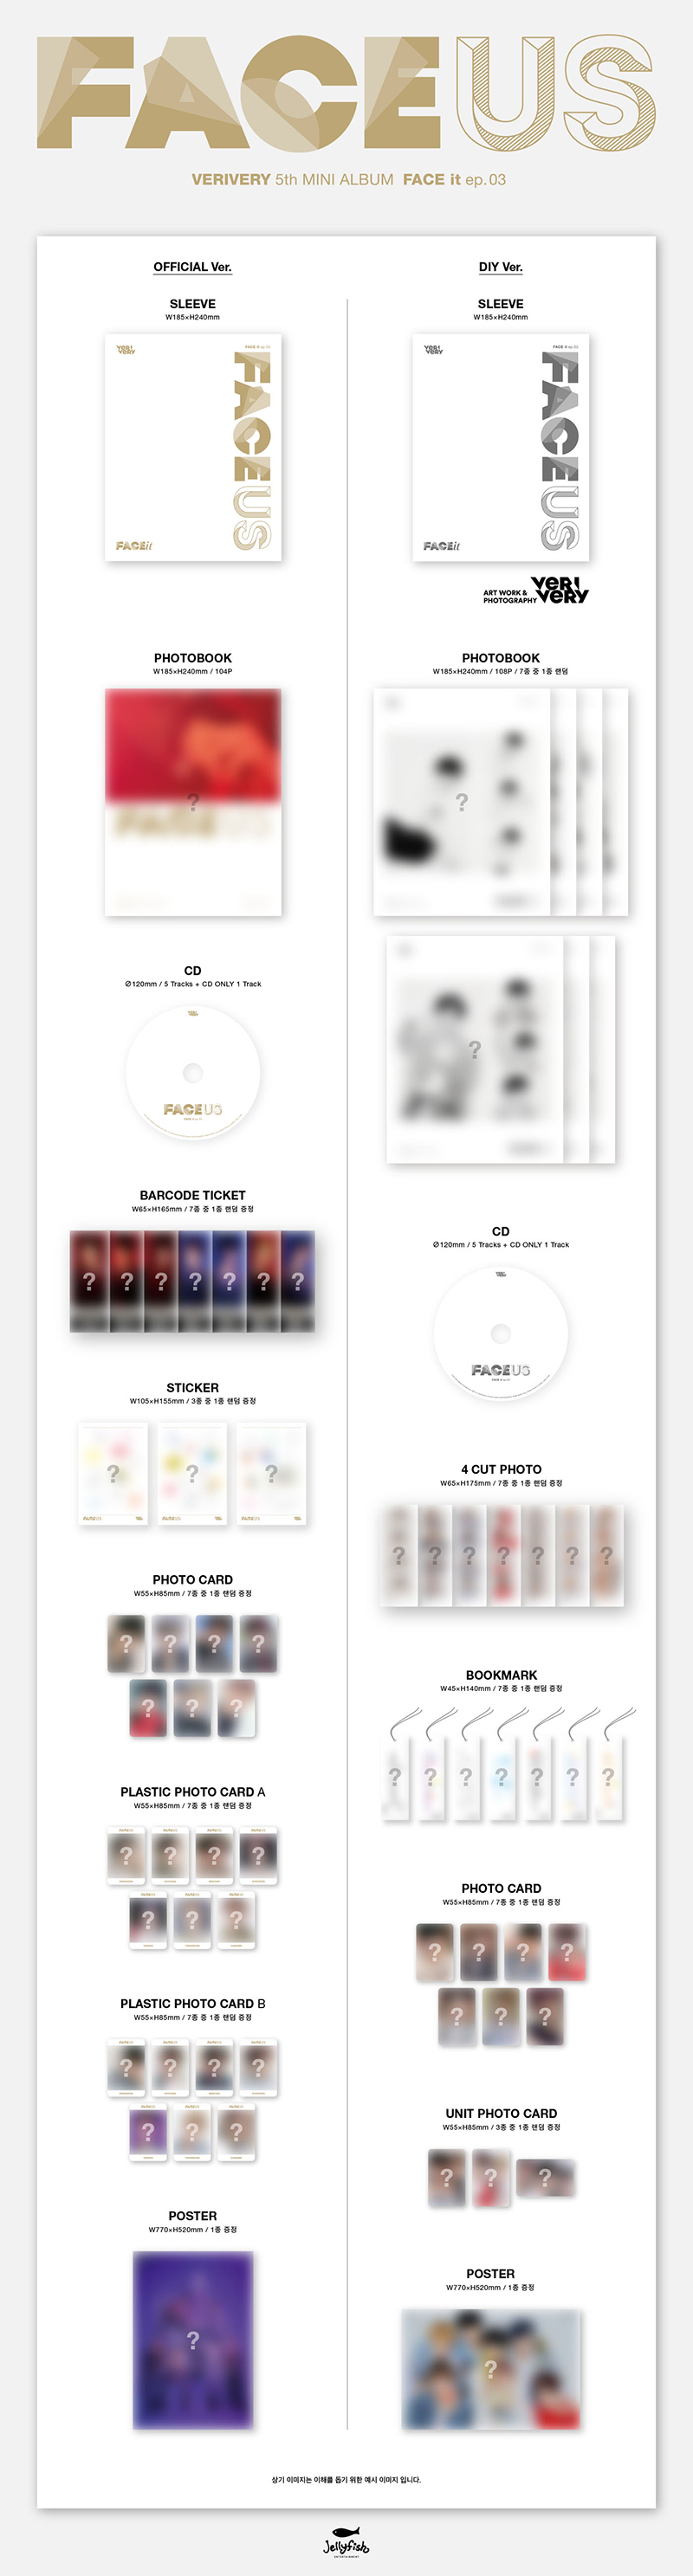 FACE US
VERIVERY 5th MINI ALBUM FACE it ep.03
OFFICIAL Ver.
SLEEVE
W185×H240mm
VERIVERY
FACE it ep.03
FACE US
FACE it
PHOTOBOOK
W185×H240mm / 104P
?
FACE US
CD
Ø120mm / 5 Tracks + CD ONLY 1 Track
VERIVERY
FACE US
BARCODE TICKET
W65×H165mm / 7종 중 1종 랜덤 증정
? ? ? ? ? ? ?
STICKER
W105×H155mm / 3종 중 1종 랜덤 증정
? ? ?
PHOTO CARD
W55×H85mm / 7종 중 1종 랜덤 증정
? ? ? ?
? ? ?
PLASTIC PHOTO CARD A
W55×H85mm / 7종 중 1종 랜덤 증정
? ? ? ?
? ? ?
PLASTIC PHOTO CARD B
W55×H85mm / 7종 중 1종 랜덤 증정
? ? ? ?
? ? ?
POSTER
W770×H520mm / 1종 증정
?
DIY Ver.
SLEEVE
W185×H240mm
VERIVERY
FACE it ep.03
FACE US
FACE it
ART WORK &
PHOTOGRAPHY
VERIVERY
PHOTOBOOK
W185×H240mm / 108P / 7종 중 1종 랜덤
?
?
CD
Ø120mm / 5 Tracks + CD ONLY 1 Track
VERIVERY
FACE US
4 CUT PHOTO
W65×H175mm / 7종 중 1종 랜덤 증정
? ? ? ? ? ? ?
BOOKMARK
W45×H140mm / 7종 중 1종 랜덤 증정
? ? ? ? ? ? ?
PHOTO CARD
W55×H85mm / 7종 중 1종 랜덤 증정
? ? ? ?
? ? ?
UNIT PHOTO CARD
W55×H85mm / 3종 중 1종 랜덤 증정
? ? ?
POSTER
W770×H520mm / 1종 증정
?
상기 이미지는 이해를 돕기 위한 예시 이미지 입니다.
Jellyfish
ENTERTAINMENT